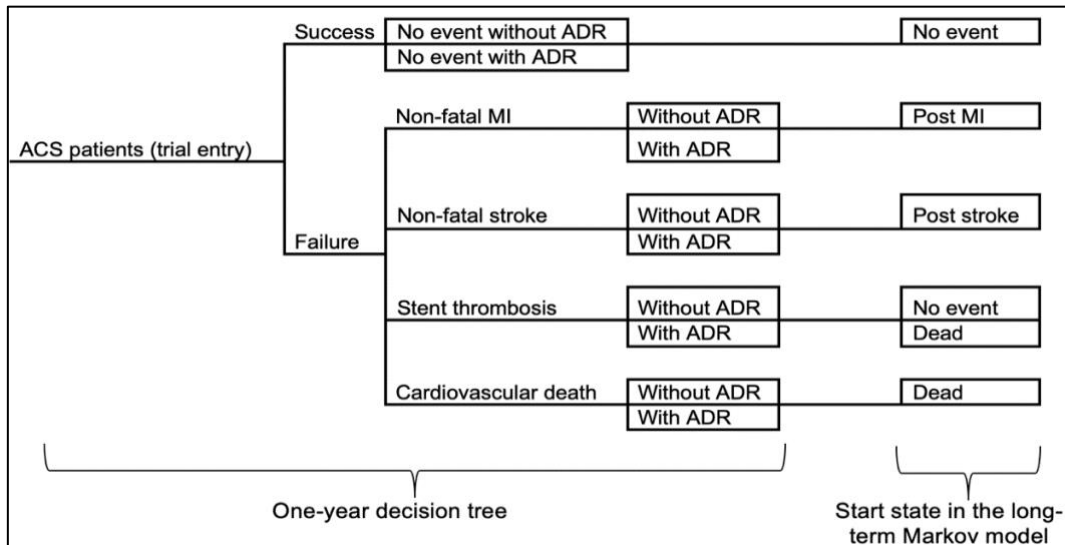 Success
No event without ADR
No event
No event with ADR
Non-fatal MI
Without ADR
Post MI
ACS patients (trial entry)
With ADR
Non-fatal stroke
Without ADR
Post stroke
Failure
With ADR
Stent thrombosis
Without ADR
No event
With ADR
Dead
Cardiovascular death
Without ADR
Dead
With ADR
One-year decision tree
Start state in the long-
term Markov model